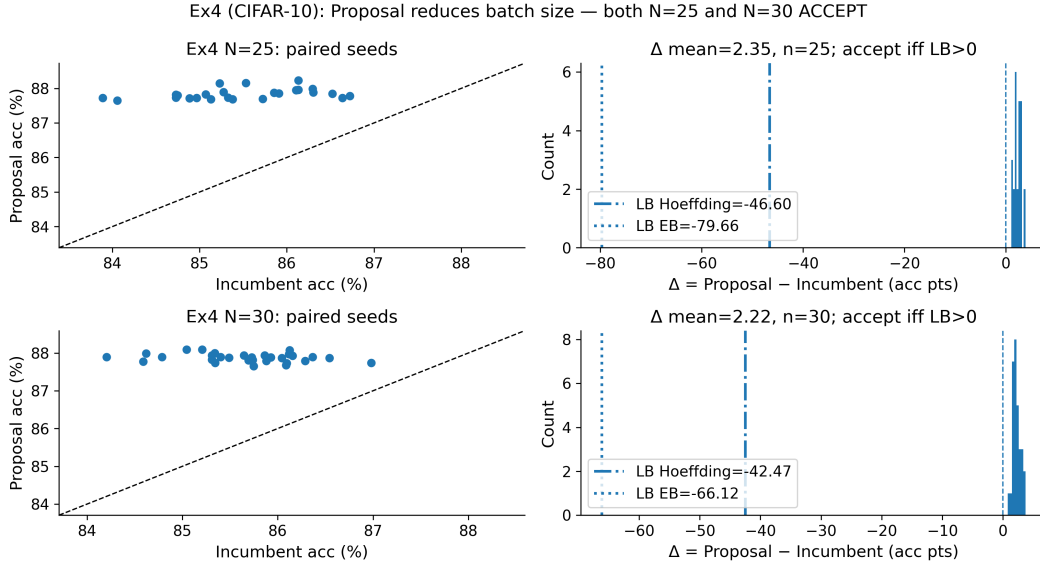 Ex4 (CIFAR-10): Proposal reduces batch size — both N=25 and N=30 ACCEPT
Ex4 N=25: paired seeds
Proposal acc (%)
88
87
86
85
84
84
85
86
87
88
Incumbent acc (%)
Δ mean=2.35, n=25; accept iff LB>0
Count
6
4
2
0
LB Hoeffding=-46.60
LB EB=-79.66
−80
−60
−40
−20
0
Δ = Proposal − Incumbent (acc pts)
Ex4 N=30: paired seeds
Proposal acc (%)
88
87
86
85
84
84
85
86
87
88
Incumbent acc (%)
Δ mean=2.22, n=30; accept iff LB>0
Count
8
6
4
2
0
LB Hoeffding=-42.47
LB EB=-66.12
−60
−50
−40
−30
−20
−10
0
Δ = Proposal − Incumbent (acc pts)